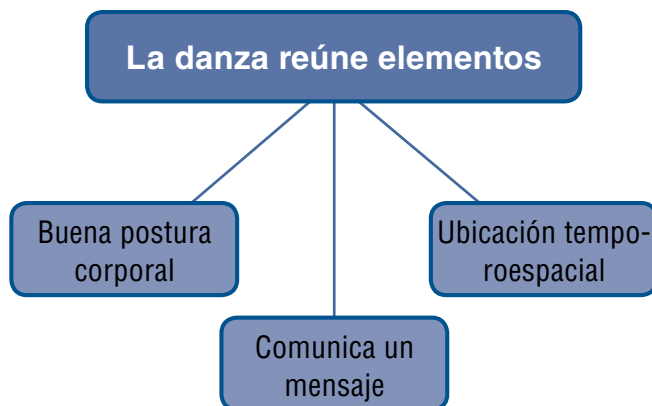 La danza reúne elementos
Buena postura
corporal
Ubicación tempo-
roespacial
Comunica un
mensaje